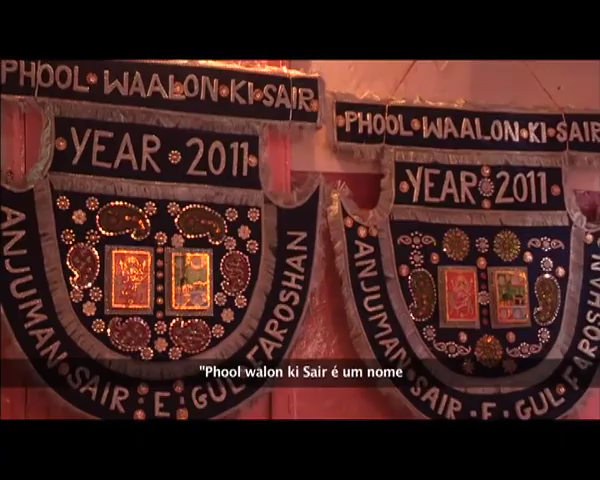 PHOOL WAALON KI SAIR
YEAR 2011
ANJUMAN SAIR E GUL FAROSHAN
PHOOL WAALON KI SAIR
YEAR 2011
ANJUMAN SAIR E GUL FAROSHAN
"Phool walon ki Sair é um nome